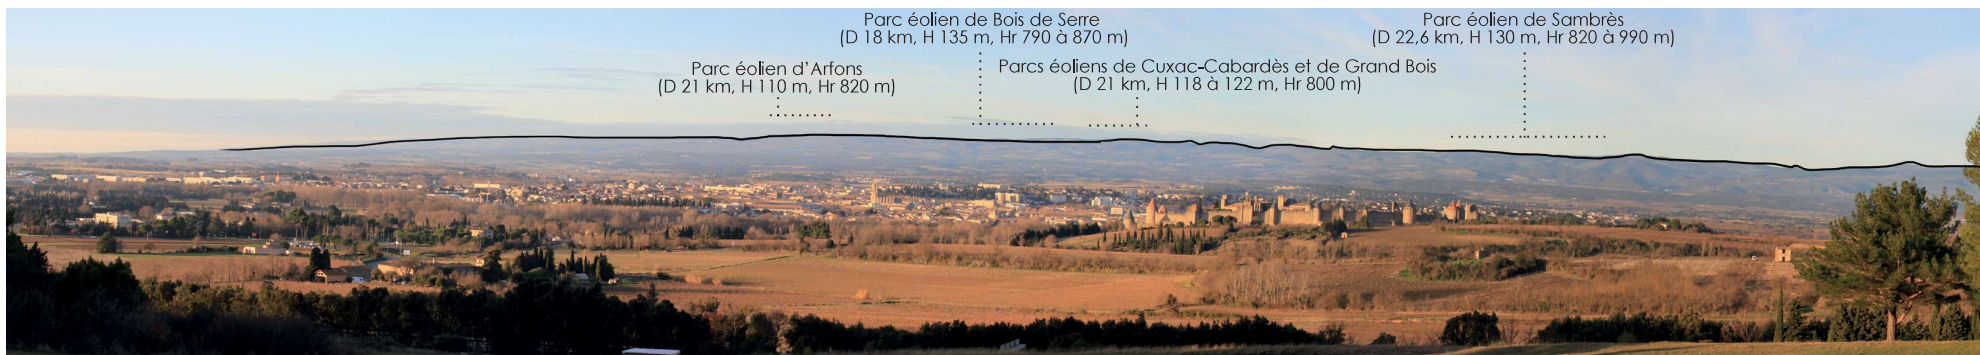 Parc éolien de Bois de Serre
(D 18 km, H 135 m, Hr 790 à 870 m)
Parc éolien de Sambrès
(D 22,6 km, H 130 m, Hr 820 à 990 m)
Parc éolien d'Arfons
(D 21 km, H 110 m, Hr 820 m)
Parcs éoliens de Cuxac-Cabardès et de Grand Bois
(D 21 km, H 118 à 122 m, Hr 800 m)